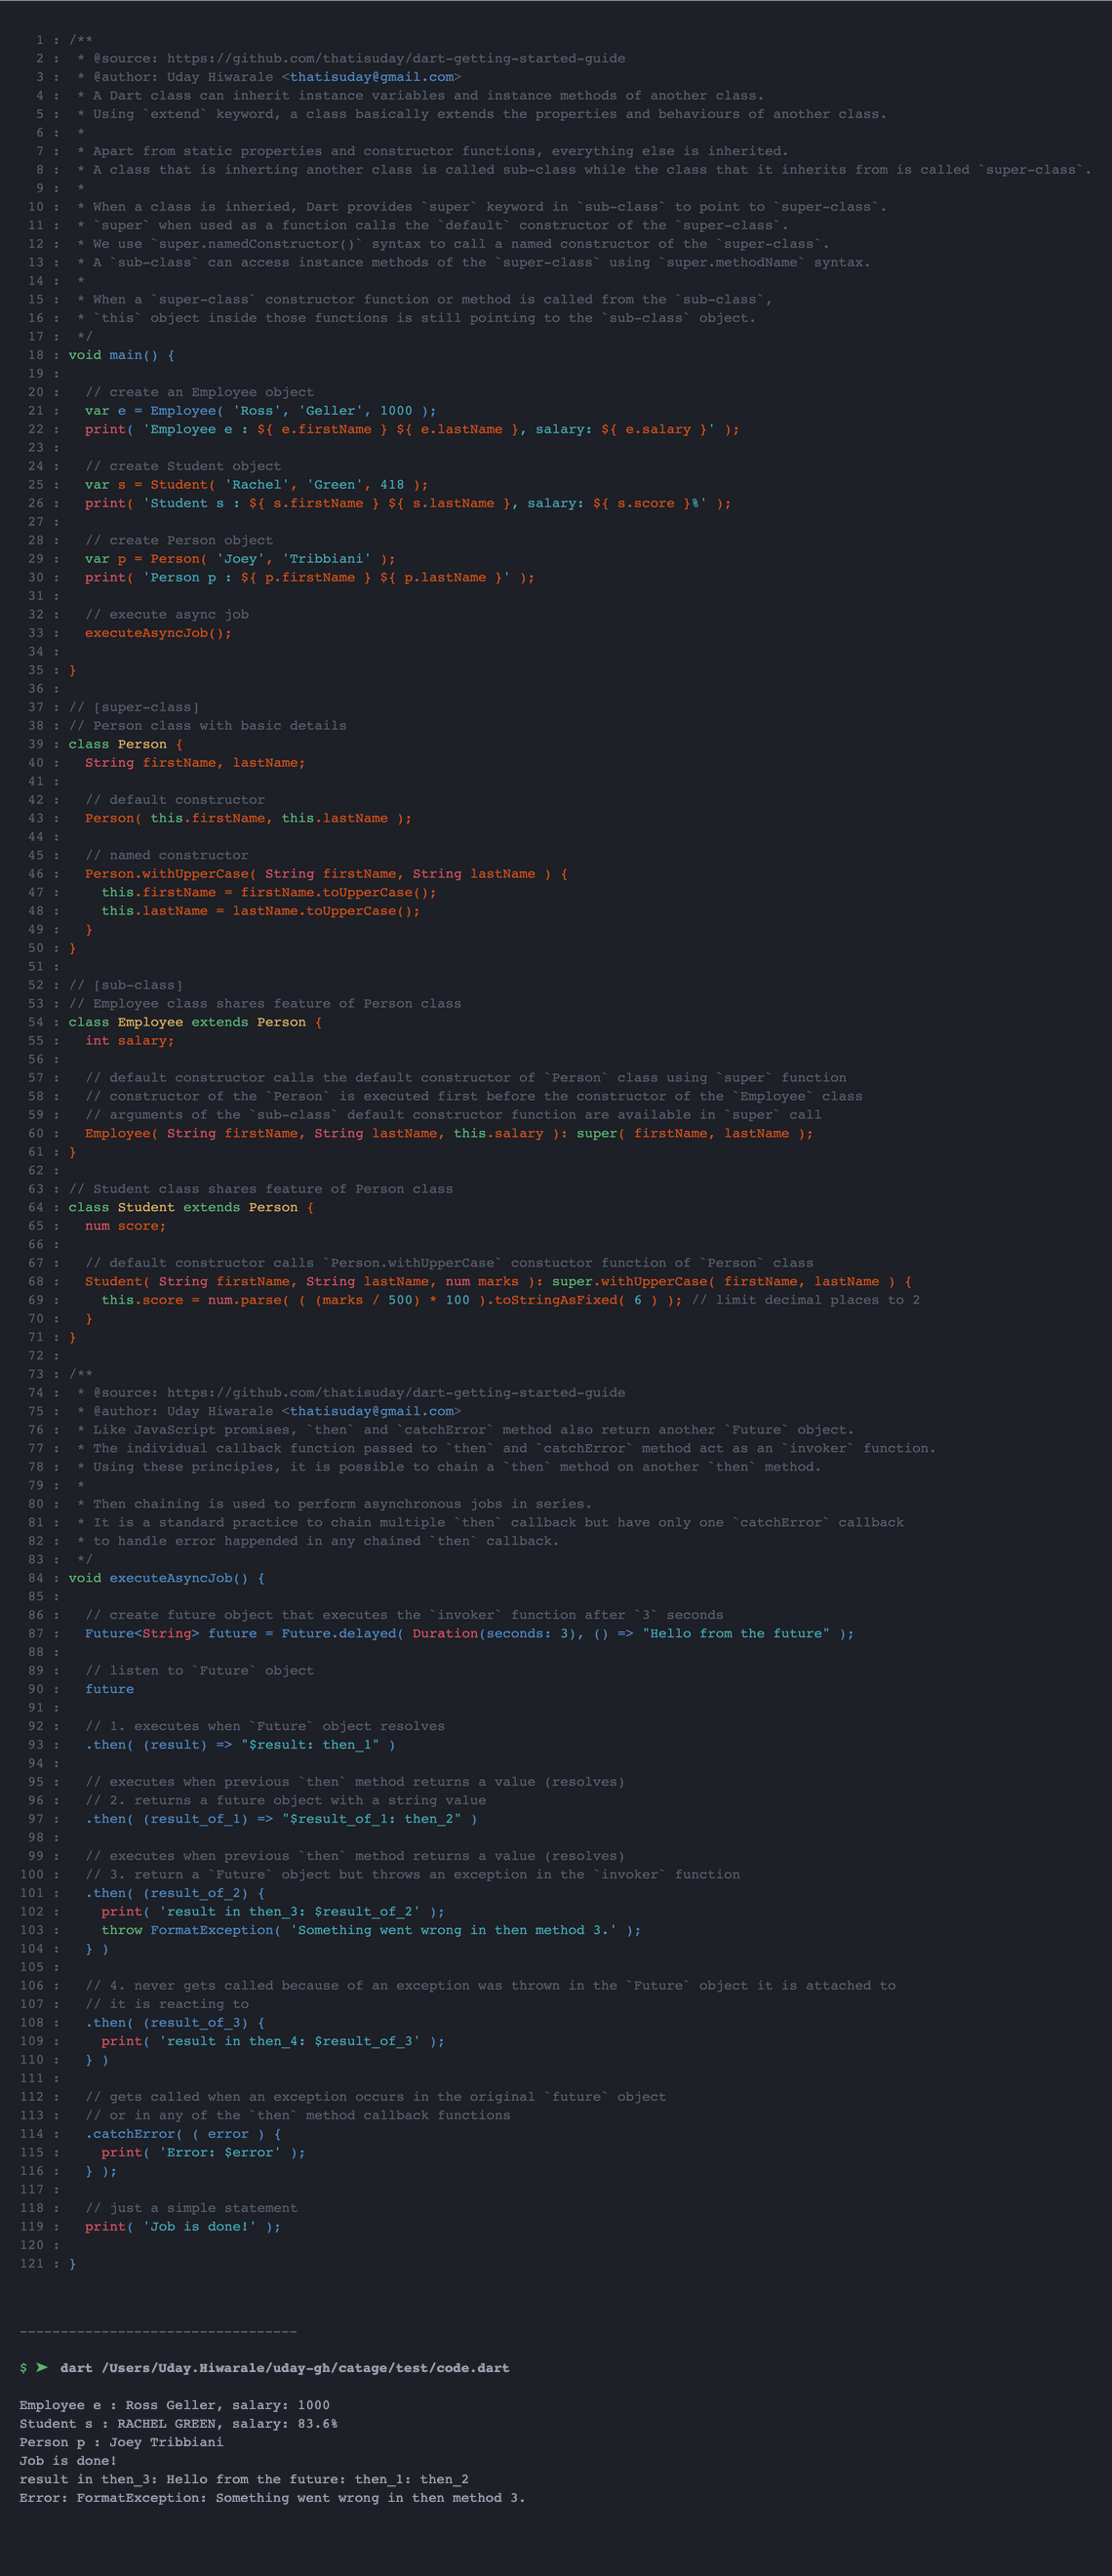 1 : /**
2 :  * @source: https://github.com/thatisuday/dart-getting-started-guide
3 :  * @author: Uday Hiwarale <thatisuday@gmail.com>
4 :  * A Dart class can inherit instance variables and instance methods of another class.
5 :  * Using `extend` keyword, a class basically extends the properties and behaviours of another class.
6 :  *
7 :  * Apart from static properties and constructor functions, everything else is inherited.
8 :  * A class that is inherting another class is called sub-class while the class that it inherits from is called `super-class`.
9 :  *
10 :  * When a class is inheried, Dart provides `super` keyword in `sub-class` to point to `super-class`.
11 :  * `super` when used as a function calls the `default` constructor of the `super-class`.
12 :  * We use `super.namedConstructor()` syntax to call a named constructor of the `super-class`.
13 :  * A `sub-class` can access instance methods of the `super-class` using `super.methodName` syntax.
14 :  *
15 :  * When a `super-class` constructor function or method is called from the `sub-class`,
16 :  * `this` object inside those functions is still pointing to the `sub-class` object.
17 :  */
18 : void main() {
19 :
20 :   // create an Employee object
21 :   var e = Employee( 'Ross', 'Geller', 1000 );
22 :   print( 'Employee e : ${ e.firstName } ${ e.lastName }, salary: ${ e.salary }' );
23 :
24 :   // create Student object
25 :   var s = Student( 'Rachel', 'Green', 418 );
26 :   print( 'Student s : ${ s.firstName } ${ s.lastName }, salary: ${ s.score }%' );
27 :
28 :   // create Person object
29 :   var p = Person( 'Joey', 'Tribbiani' );
30 :   print( 'Person p : ${ p.firstName } ${ p.lastName }' );
31 :
32 :   // execute async job
33 :   executeAsyncJob();
34 :
35 : }
36 :
37 : // [super-class]
38 : // Person class with basic details
39 : class Person {
40 :   String firstName, lastName;
41 :
42 :   // default constructor
43 :   Person( this.firstName, this.lastName );
44 :
45 :   // named constructor
46 :   Person.withUpperCase( String firstName, String lastName ) {
47 :     this.firstName = firstName.toUpperCase();
48 :     this.lastName = lastName.toUpperCase();
49 :   }
50 : }
51 :
52 : // [sub-class]
53 : // Employee class shares feature of Person class
54 : class Employee extends Person {
55 :   int salary;
56 :
57 :   // default constructor calls the default constructor of `Person` class using `super` function
58 :   // constructor of the `Person` is executed first before the constructor of the `Employee` class
59 :   // arguments of the `sub-class` default constructor function are available in `super` call
60 :   Employee( String firstName, String lastName, this.salary ): super( firstName, lastName );
61 : }
62 :
63 : // Student class shares feature of Person class
64 : class Student extends Person {
65 :   num score;
66 :
67 :   // default constructor calls `Person.withUpperCase` constuctor function of `Person` class
68 :   Student( String firstName, String lastName, num marks ): super.withUpperCase( firstName, lastName ) {
69 :     this.score = num.parse( ( (marks / 500) * 100 ).toStringAsFixed( 6 ) ); // limit decimal places to 2
70 :   }
71 : }
72 :
73 : /**
74 :  * @source: https://github.com/thatisuday/dart-getting-started-guide
75 :  * @author: Uday Hiwarale <thatisuday@gmail.com>
76 :  * Like JavaScript promises, `then` and `catchError` method also return another `Future` object.
77 :  * The individual callback function passed to `then` and `catchError` method act as an `invoker` function.
78 :  * Using these principles, it is possible to chain a `then` method on another `then` method.
79 :  *
80 :  * Then chaining is used to perform asynchronous jobs in series.
81 :  * It is a standard practice to chain multiple `then` callback but have only one `catchError` callback
82 :  * to handle error happended in any chained `then` callback.
83 :  */
84 : void executeAsyncJob() {
85 :
86 :   // create future object that executes the `invoker` function after `3` seconds
87 :   Future<String> future = Future.delayed( Duration(seconds: 3), () => "Hello from the future" );
88 :
89 :   // listen to `Future` object
90 :   future
91 :
92 :   // 1. executes when `Future` object resolves
93 :   .then( (result) => "$result: then_1" )
94 :
95 :   // executes when previous `then` method returns a value (resolves)
96 :   // 2. returns a future object with a string value
97 :   .then( (result_of_1) => "$result_of_1: then_2" )
98 :
99 :   // executes when previous `then` method returns a value (resolves)
100 :   // 3. return a `Future` object but throws an exception in the `invoker` function
101 :   .then( (result_of_2) {
102 :     print( 'result in then_3: $result_of_2' );
103 :     throw FormatException( 'Something went wrong in then method 3.' );
104 :   } )
105 :
106 :   // 4. never gets called because of an exception was thrown in the `Future` object it is attached to
107 :   // it is reacting to
108 :   .then( (result_of_3) {
109 :     print( 'result in then_4: $result_of_3' );
110 :   } )
111 :
112 :   // gets called when an exception occurs in the original `future` object
113 :   // or in any of the `then` method callback functions
114 :   .catchError( ( error ) {
115 :     print( 'Error: $error' );
116 :   } );
117 :
118 :   // just a simple statement
119 :   print( 'Job is done!' );
120 :
121 : }
----------------------------------
$ ➤ dart /Users/Uday.Hiwarale/uday-gh/catage/test/code.dart
Employee e : Ross Geller, salary: 1000
Student s : RACHEL GREEN, salary: 83.6%
Person p : Joey Tribbiani
Job is done!
result in then_3: Hello from the future: then_1: then_2
Error: FormatException: Something went wrong in then method 3.